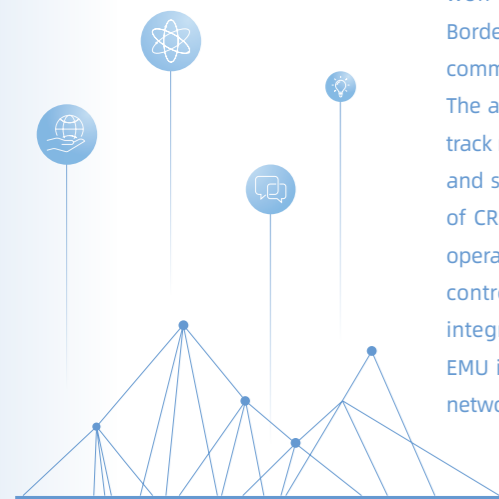 Borde
comm
The a
track
and s
of CR
opera
contr
integ
EMU i
netwo